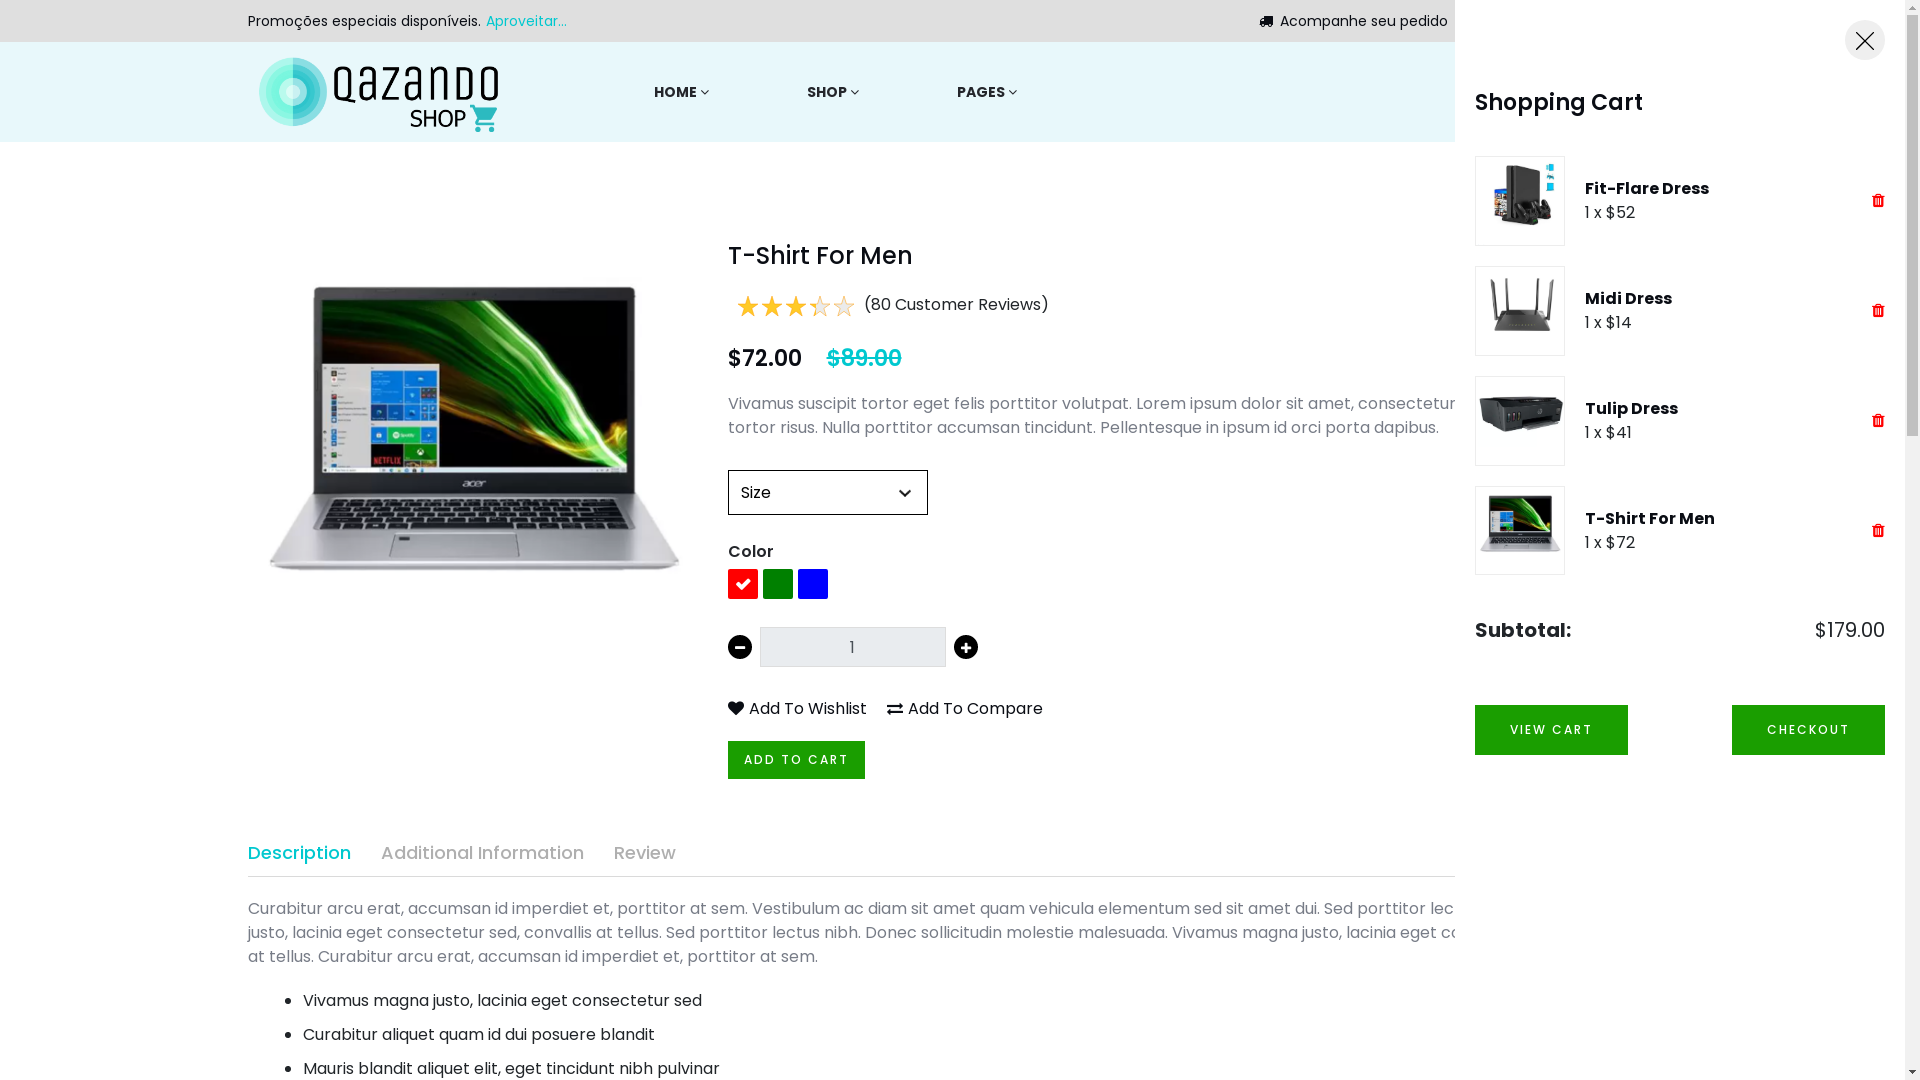 Promoções especiais disponíveis. Aproveitar...
Acompanhe seu pedido
QAZANDO
SHOP
HOME
SHOP
PAGES
T-Shirt For Men
(80 Customer Reviews)
$72.00 $89.00
Vivamus suscipit tortor eget felis porttitor volutpat. Lorem ipsum dolor sit amet, consectetur
tortor risus. Nulla porttitor accumsan tincidunt. Pellentesque in ipsum id orci porta dapibus.
Size
Color
1
Add To Wishlist
Add To Compare
ADD TO CART
acer
NETFLIX
Description
Additional Information
Review
Curabitur arcu erat, accumsan id imperdiet et, porttitor at sem. Vestibulum ac diam sit amet quam vehicula elementum sed sit amet dui. Sed porttitor lec
justo, lacinia eget consectetur sed, convallis at tellus. Sed porttitor lectus nibh. Donec sollicitudin molestie malesuada. Vivamus magna justo, lacinia eget co
at tellus. Curabitur arcu erat, accumsan id imperdiet et, porttitor at sem.
Vivamus magna justo, lacinia eget consectetur sed
Curabitur aliquet quam id dui posuere blandit
Mauris blandit aliquet elit, eget tincidunt nibh pulvinar
Shopping Cart
Fit-Flare Dress
1 x $52
Midi Dress
1 x $14
Tulip Dress
1 x $41
T-Shirt For Men
1 x $72
Subtotal: $179.00
VIEW CART
CHECKOUT